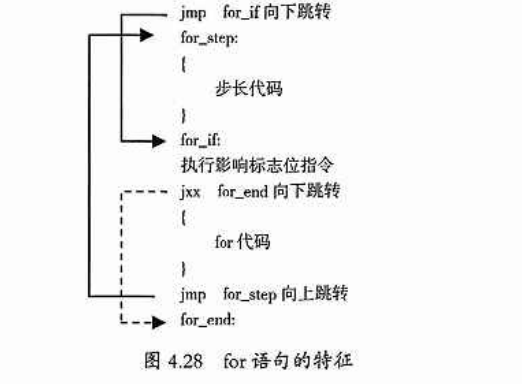 jmp for_if 向下跳转
for_step:
{
步长代码
}
for_if:
执行影响标志位指令
jxx for_end 向下跳转
{
for 代码
}
jmp for_step 向上跳转
for_end:
图 4.28 for 语句的特征